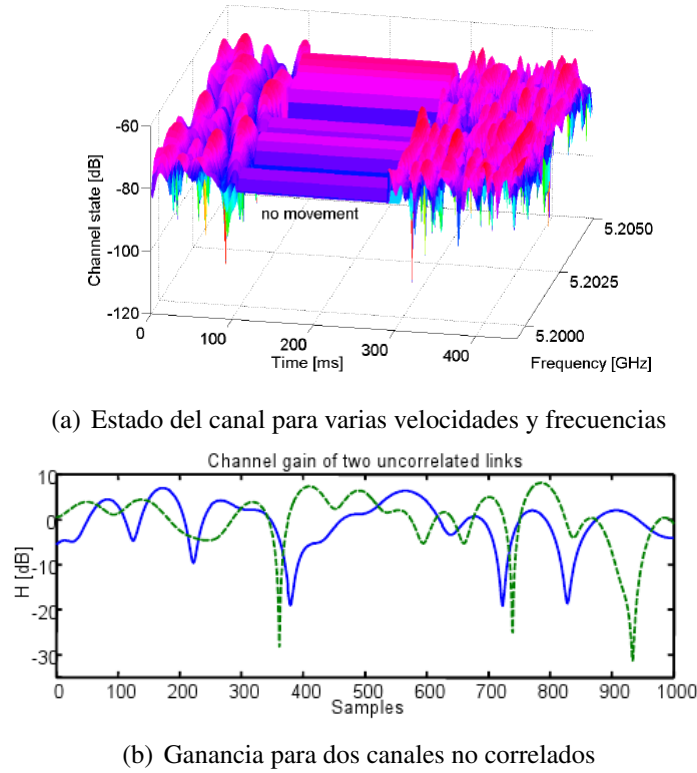 -60
-80
-100
-120
Channel state [dB]
no movement
0
100
200
300
400
Time [ms]
5.2050
5.2025
5.2000
Frequency [GHz]
(a) Estado del canal para varias velocidades y frecuencias
Channel gain of two uncorrelated links
10
0
-10
-20
-30
H [dB]
0 100 200 300 400 500 600 700 800 900 1000
Samples
(b) Ganancia para dos canales no correlados